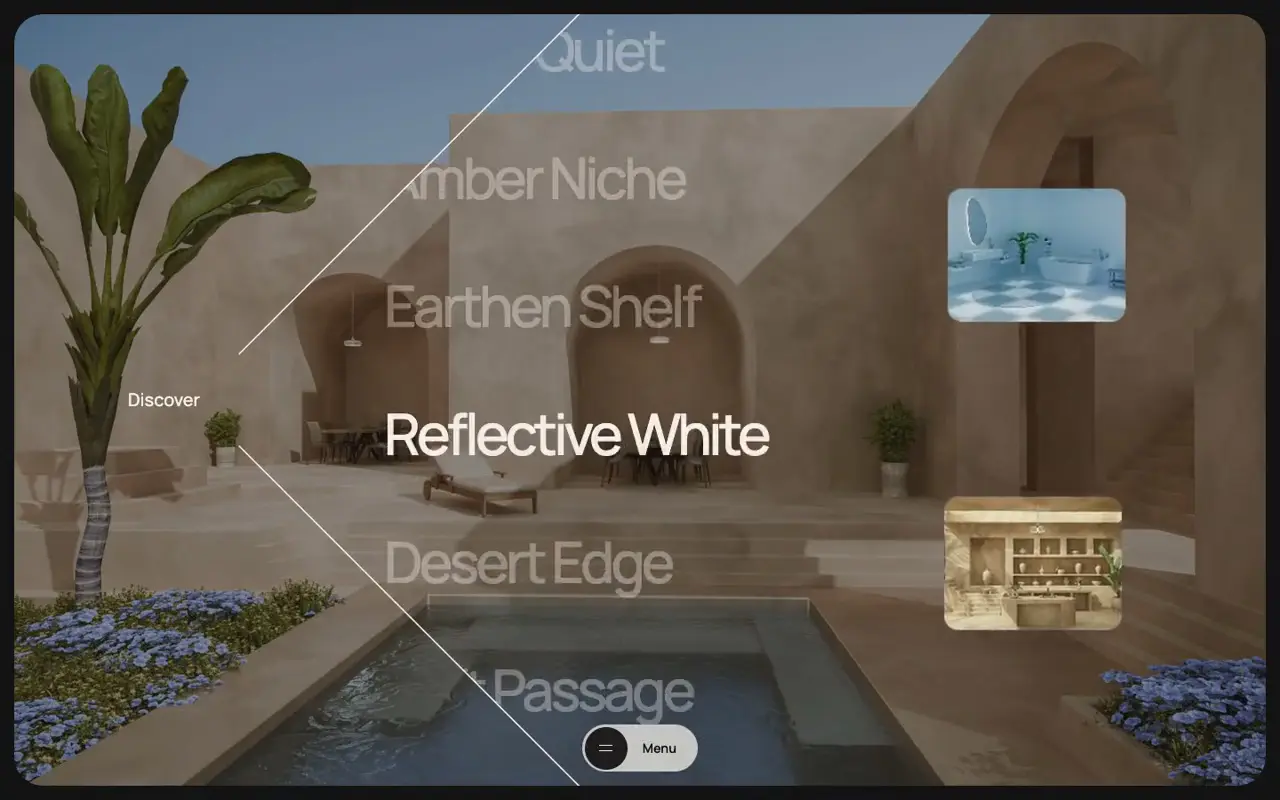 Quiet
Amber Niche
Earthen Shelf
Discover
Reflective White
Desert Edge
Passage
Menu